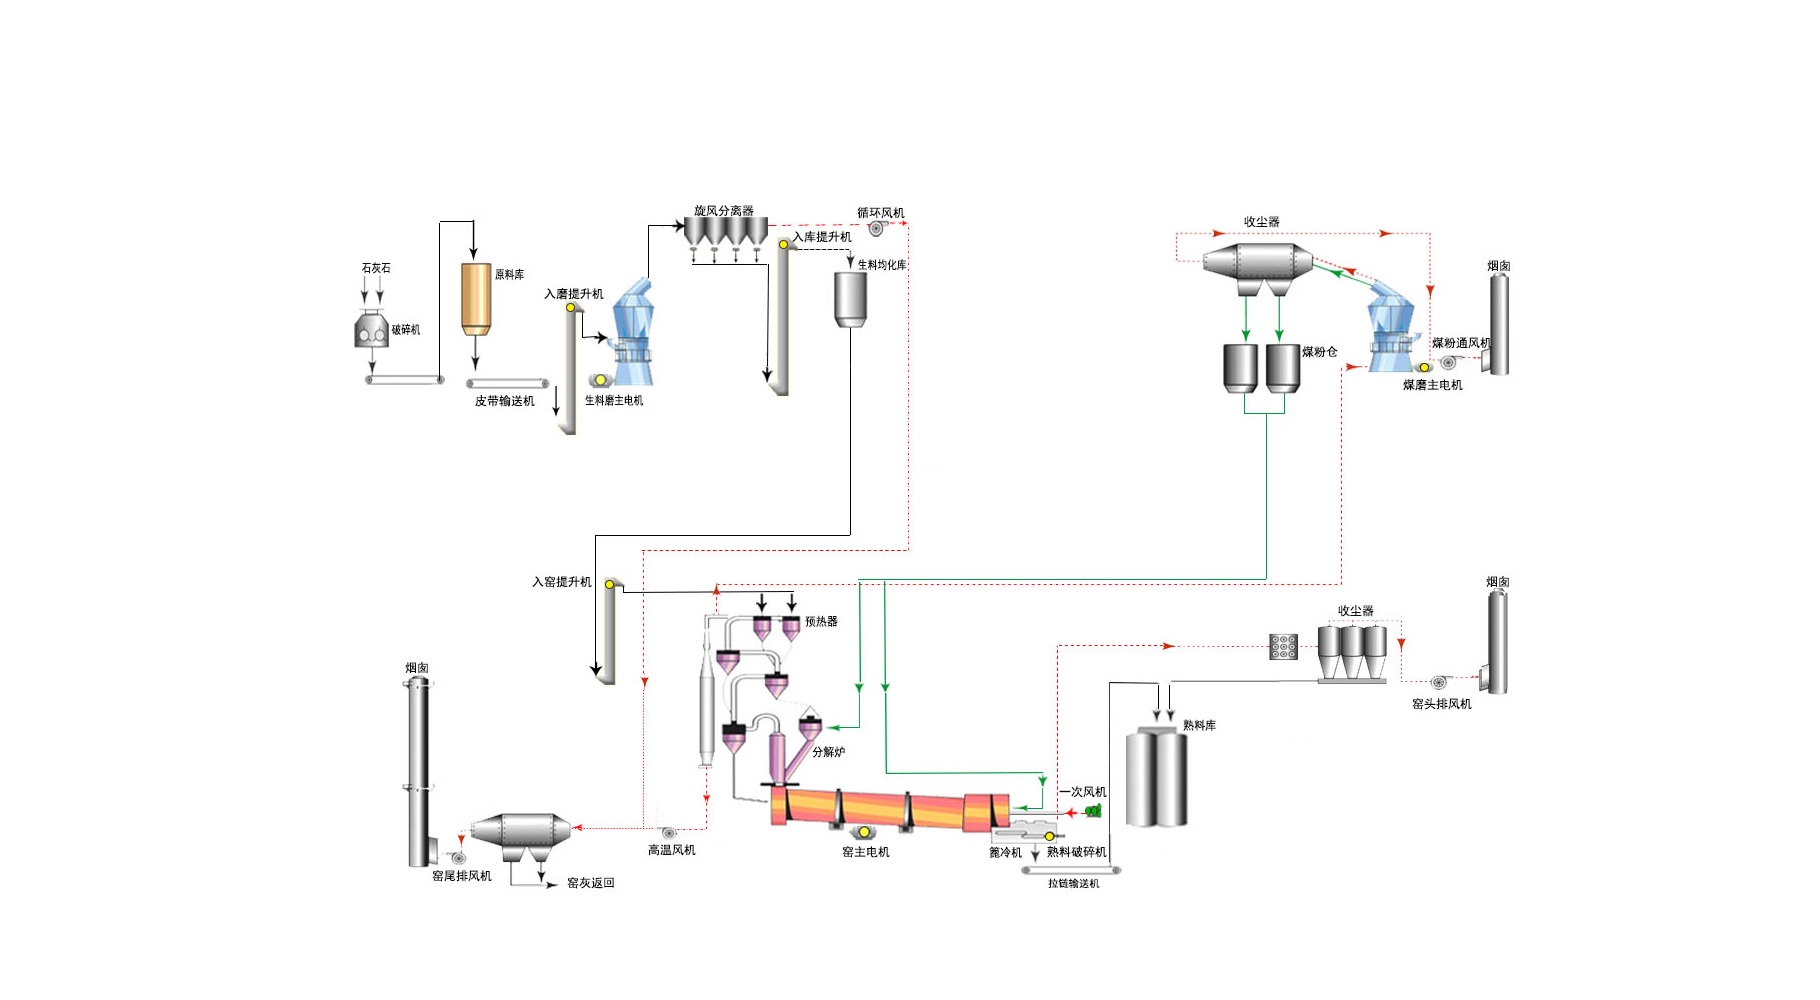 旋风分离器
循环风机
收尘器
入库提升机
石灰石
原料库
生料均化库
烟囱
入磨提升机
破碎机
煤粉通风机
煤粉仓
煤磨主电机
皮带输送机
生料磨主电机
入窑提升机
烟囱
收尘器
预热器
烟囱
窑头排风机
熟料库
分解炉
一次风机
高温风机
窑主电机
篦冷机
熟料破碎机
窑尾排风机
窑灰返回
拉链输送机